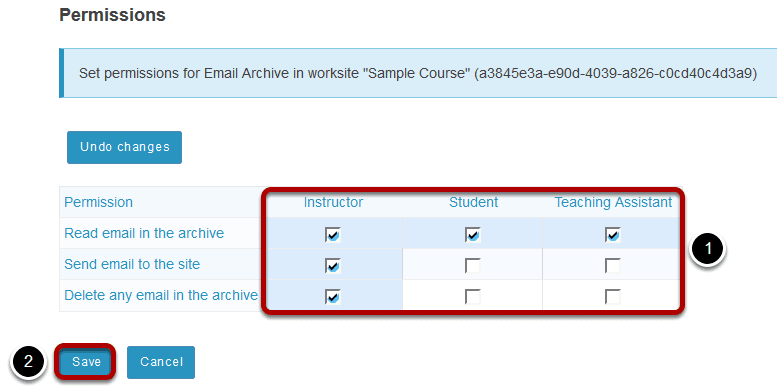 Permissions
Set permissions for Email Archive in worksite "Sample Course" (a3845e3a-e90d-4039-a826-c0cd40c4d3a9)
Undo changes
Permission Instructor Student Teaching Assistant
Read email in the archive
1
Send email to the site
Delete any email in the archive
2 Save Cancel